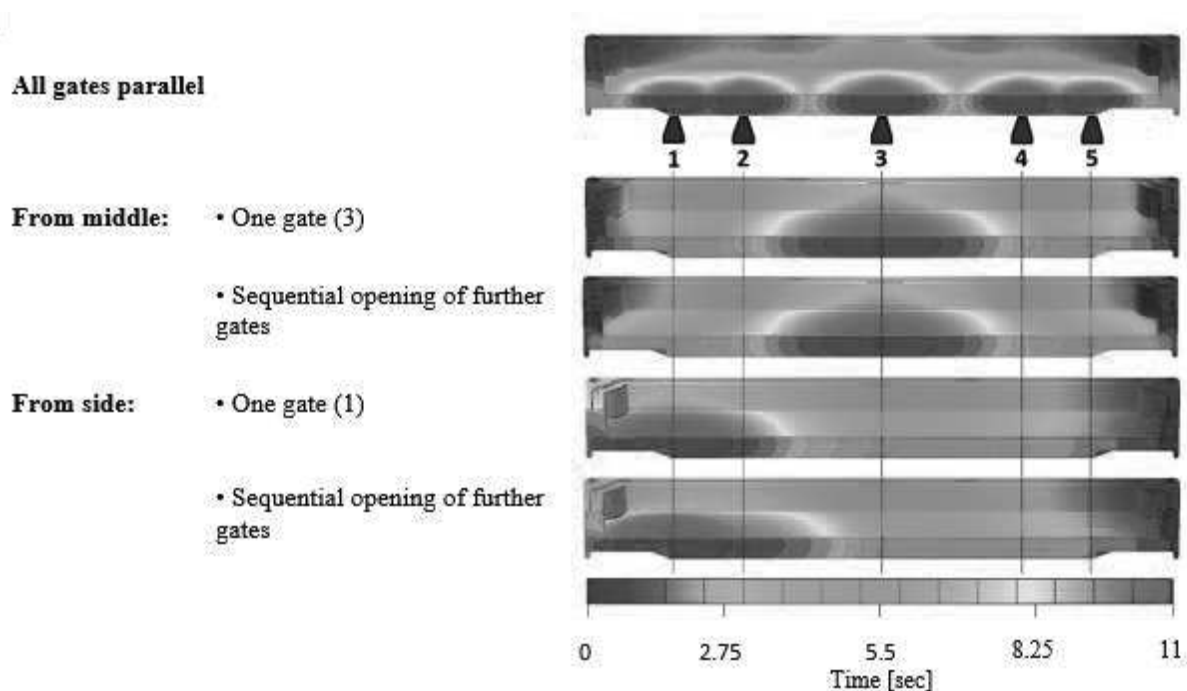 All gates parallel
1 2 3 4 5
From middle: • One gate (3)
• Sequential opening of further
gates
From side: • One gate (1)
• Sequential opening of further
gates
0 2.75 5.5 8.25 11
Time [sec]